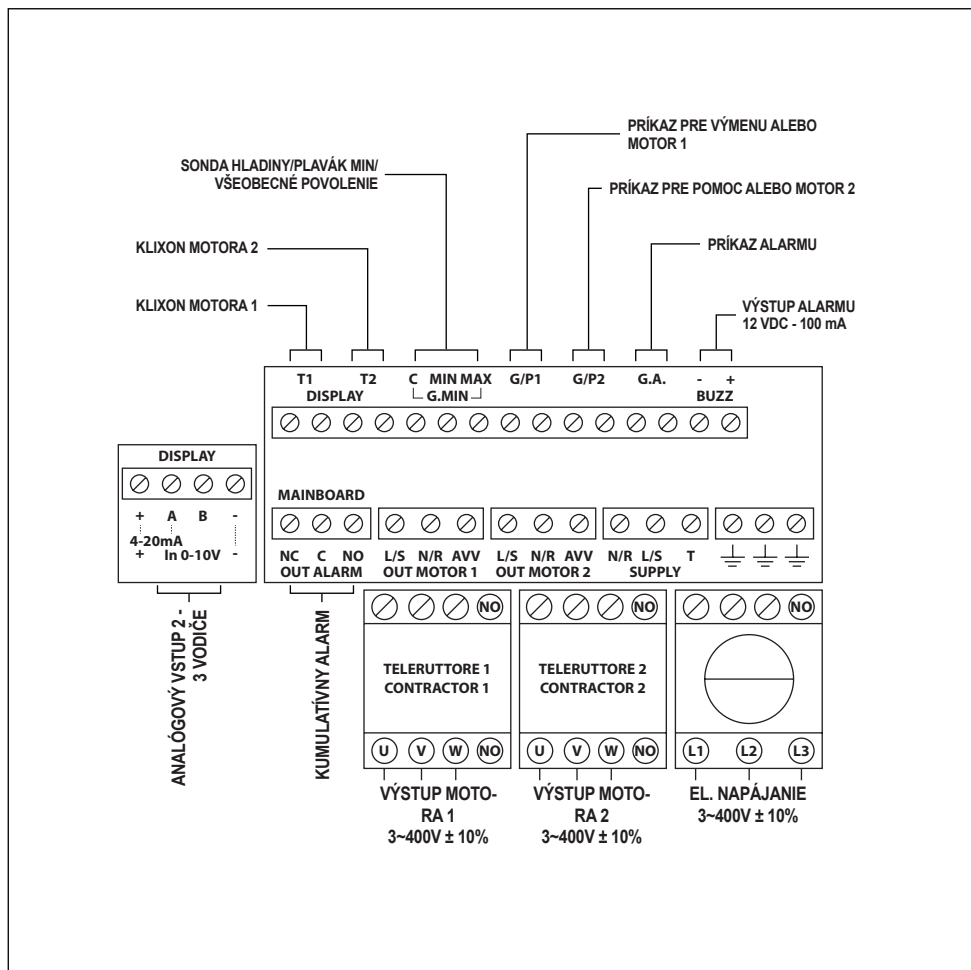 PRÍKAZ PRE VÝMENU ALEBO
MOTOR 1
SONDA HLADINY/PLAVÁK MIN/
VŠEOBECNÉ POVOLENIE
PRÍKAZ PRE POMOC ALEBO MOTOR 2
KLIXON MOTORA 2
PRÍKAZ ALARMU
KLIXON MOTORA 1
VÝSTUP ALARMU
12 VDC - 100 mA
T1 T2 C MIN MAX G/P1 G/P2 G.A. - +
DISPLAY G.MIN BUZZ
DISPLAY
+ A B -
4-20mA
+ In 0-10V -
ANALÓGOVÝ VSTUP 2 -
3 VODIČE
MAINBOARD
NC C NO L/S N/R AVV L/S N/R AVV N/R L/S T
OUT ALARM OUT MOTOR 1 OUT MOTOR 2 SUPPLY
KUMULATÍVNY ALARM
NO NO NO
TELERUTTORE 1
CONTRACTOR 1
TELERUTTORE 2
CONTRACTOR 2
U V W NO U V W NO L1 L2 L3
VÝSTUP MOTO-
RA 1
3~400V ± 10%
VÝSTUP MOTO-
RA 2
3~400V ± 10%
EL. NAPÁJANIE
3~400V ± 10%